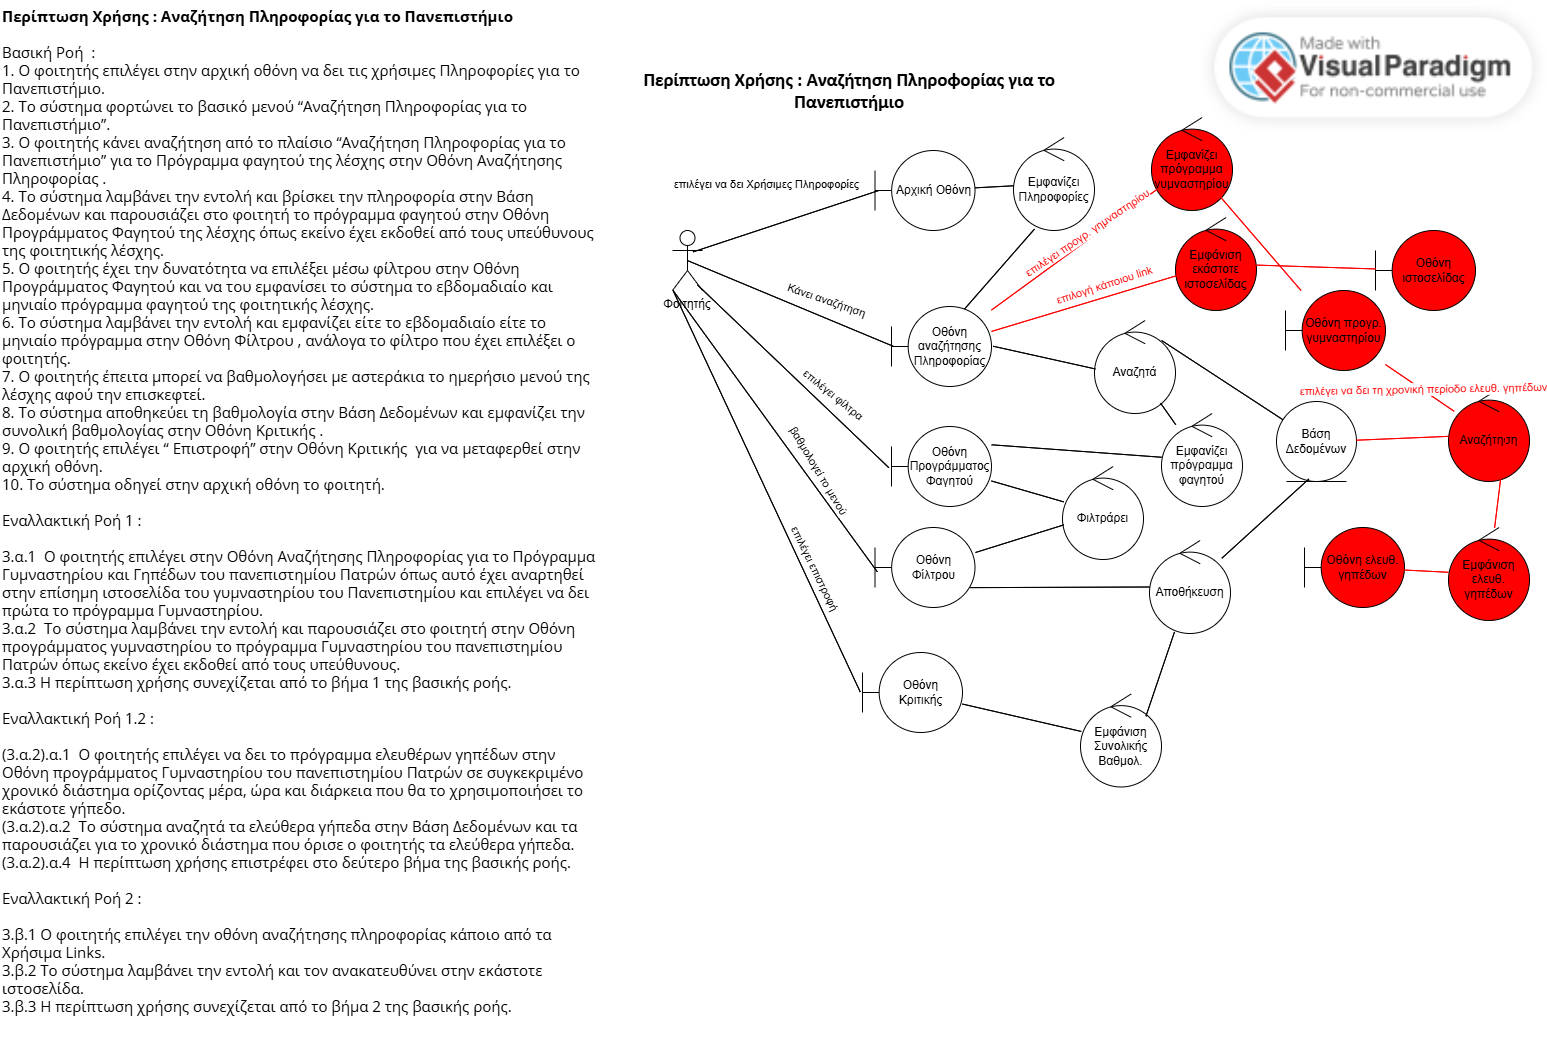 Περίπτωση Χρήσης : Αναζήτηση Πληροφορίας για το Πανεπιστήμιο
Βασική Ροή :
1. Ο φοιτητής επιλέγει στην αρχική οθόνη να δει τις χρήσιμες Πληροφορίες για το
Πανεπιστήμιο.
2. Το σύστημα φορτώνει το βασικό μενού “Αναζήτηση Πληροφορίας για το
Πανεπιστήμιο”.
3. Ο φοιτητής κάνει αναζήτηση από το πλαίσιο “Αναζήτηση Πληροφορίας για το
Πανεπιστήμιο” για το Πρόγραμμα φαγητού της λέσχης στην Οθόνη Αναζήτησης
Πληροφορίας .
4. Το σύστημα λαμβάνει την εντολή και βρίσκει την πληροφορία στην Βάση
Δεδομένων και παρουσιάζει στο φοιτητή το πρόγραμμα φαγητού στην Οθόνη
Προγράμματος Φαγητού της λέσχης όπως εκείνο έχει εκδοθεί από τους υπεύθυνους
της φοιτητικής λέσχης.
5. Ο φοιτητής έχει την δυνατότητα να επιλέξει μέσω φίλτρου στην Οθόνη
Προγράμματος Φαγητού και να του εμφανίσει το σύστημα το εβδομαδιαίο και
μηνιαίο πρόγραμμα φαγητού της φοιτητικής λέσχης.
6. Το σύστημα λαμβάνει την εντολή και εμφανίζει είτε το εβδομαδιαίο είτε το
μηνιαίο πρόγραμμα στην Οθόνη Φίλτρου , ανάλογα το φίλτρο που έχει επιλέξει ο
φοιτητής.
7. Ο φοιτητής έπειτα μπορεί να βαθμολογήσει με αστεράκια το ημερήσιο μενού της
λέσχης αφού την επισκεφτεί.
8. Το σύστημα αποθηκεύει τη βαθμολογία στην Βάση Δεδομένων και εμφανίζει την
συνολική βαθμολογίας στην Οθόνη Κριτικής .
9. Ο φοιτητής επιλέγει “ Επιστροφή” στην Οθόνη Κριτικής για να μεταφερθεί στην
αρχική οθόνη.
10. Το σύστημα οδηγεί στην αρχική οθόνη το φοιτητή.
Εναλλακτική Ροή 1 :
3.α.1 Ο φοιτητής επιλέγει στην Οθόνη Αναζήτησης Πληροφορίας για το Πρόγραμμα
Γυμναστηρίου και Γηπέδων του πανεπιστημίου Πατρών όπως αυτό έχει αναρτηθεί
στην επίσημη ιστοσελίδα του γυμναστηρίου του Πανεπιστημίου και επιλέγει να δει
πρώτα το πρόγραμμα Γυμναστηρίου.
3.α.2 Το σύστημα λαμβάνει την εντολή και παρουσιάζει στο φοιτητή στην Οθόνη
προγράμματος γυμναστηρίου το πρόγραμμα Γυμναστηρίου του πανεπιστημίου
Πατρών όπως εκείνο έχει εκδοθεί από τους υπεύθυνους.
3.α.3 Η περίπτωση χρήσης συνεχίζεται από το βήμα 1 της βασικής ροής.
Εναλλακτική Ροή 1.2 :
(3.α.2).α.1 Ο φοιτητής επιλέγει να δει το πρόγραμμα ελευθέρων γηπέδων στην
Οθόνη προγράμματος Γυμναστηρίου του πανεπιστημίου Πατρών σε συγκεκριμένο
χρονικό διάστημα ορίζοντας μέρα, ώρα και διάρκεια που θα το χρησιμοποιήσει το
εκάστοτε γήπεδο.
(3.α.2).α.2 Το σύστημα αναζητά τα ελεύθερα γήπεδα στην Βάση Δεδομένων και τα
παρουσιάζει για το χρονικό διάστημα που όρισε ο φοιτητής τα ελεύθερα γήπεδα.
(3.α.2).α.4 Η περίπτωση χρήσης επιστρέφει στο δεύτερο βήμα της βασικής ροής.
Εναλλακτική Ροή 2 :
3.β.1 Ο φοιτητής επιλέγει την οθόνη αναζήτησης πληροφορίας κάποιο από τα
Χρήσιμα Links.
3.β.2 Το σύστημα λαμβάνει την εντολή και τον ανακατευθύνει στην εκάστοτε
ιστοσελίδα.
3.β.3 Η περίπτωση χρήσης συνεχίζεται από το βήμα 2 της βασικής ροής.
Περίπτωση Χρήσης : Αναζήτηση Πληροφορίας για το
Πανεπιστήμιο
Made with
Visual Paradigm
For non-commercial use
επιλέγει να δει Χρήσιμες Πληροφορίες
Αρχική Οθόνη
Εμφανίζει
Πληροφορίες
Εμφανίζει
πρόγραμμα
γυμναστηρίου
επιλέγει προγρ. γημναστηρίου
Εμφάνιση
εκάστοτε
ιστοσελίδας
Οθόνη
ιστοσελίδας
επιλογή κάποιου link
Φοιτητής
Κάνει αναζήτηση
Οθόνη
αναζήτησης
Πληροφορίας
Οθόνη προγρ.
γυμναστηρίου
Αναζητά
επιλέγει να δει τη χρονική περίοδο ελευθ. γηπέδων
επιλέγει φίλτρα
Βάση
Δεδομένων
Αναζήτηση
Οθόνη
Προγράμματος
Φαγητού
Εμφανίζει
πρόγραμμα
φαγητού
βαθμολογεί το μενού
Φιλτράρει
επιλέγει επιστροφή
Οθόνη
Φίλτρου
Αποθήκευση
Οθόνη ελευθ.
γηπέδων
Εμφάνιση
ελευθ.
γηπέδων
Οθόνη
Κριτικής
Εμφάνιση
Συνολικής
Βαθμολ.